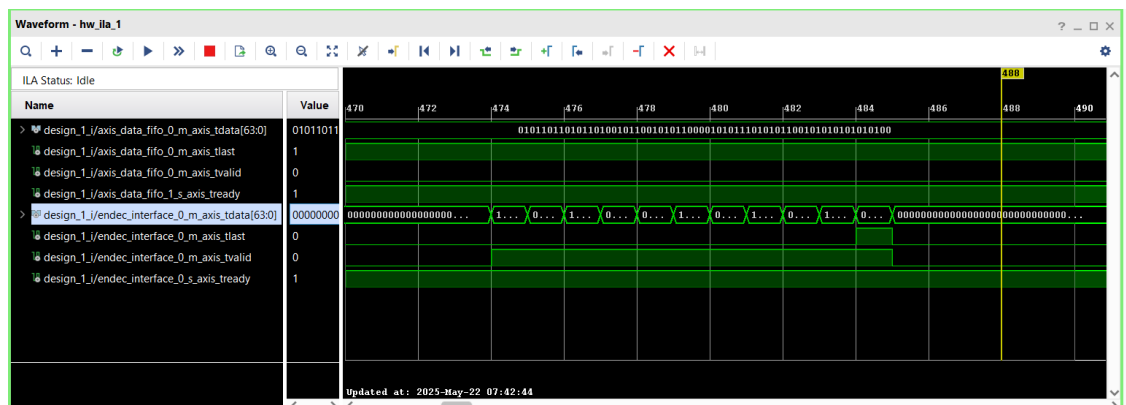 Waveform - hw_ila_1
ILA Status: Idle
488
Name Value 470 472 474 476 478 480 482 484 486 488 490
design_1_i/axis_data_fifo_0_m_axis_tdata[63:0] 01011011 0101101101011010010110010101100001010111010101100101010101010100
design_1_i/axis_data_fifo_0_m_axis_tlast 1
design_1_i/axis_data_fifo_0_m_axis_tvalid 0
design_1_i/axis_data_fifo_1_s_axis_tready 1
design_1_i/endec_interface_0_m_axis_tdata[63:0] 00000000 000000000000000000... 1... 0... 1... 0... 0... 1... 0... 1... 0... 1... 0... 0000000000000000000000000000...
design_1_i/endec_interface_0_m_axis_tlast 0
design_1_i/endec_interface_0_m_axis_tvalid 0
design_1_i/endec_interface_0_s_axis_tready 1
Updated at: 2025-May-22 07:42:44